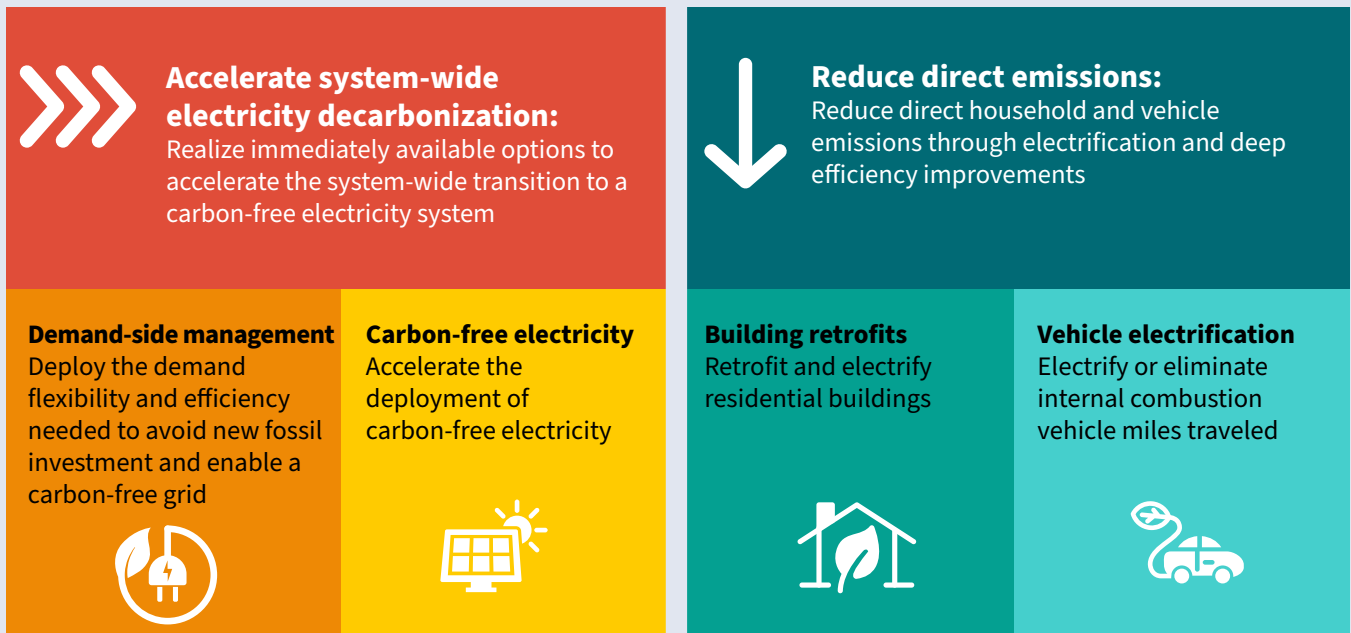 Accelerate system-wide
electricity decarbonization:
Realize immediately available options to
accelerate the system-wide transition to a
carbon-free electricity system
Reduce direct emissions:
Reduce direct household and vehicle
emissions through electrification and deep
efficiency improvements
Demand-side management
Deploy the demand
flexibility and efficiency
needed to avoid new fossil
investment and enable a
carbon-free grid
Carbon-free electricity
Accelerate the
deployment of
carbon-free electricity
Building retrofits
Retrofit and electrify
residential buildings
Vehicle electrification
Electrify or eliminate
internal combustion
vehicle miles traveled